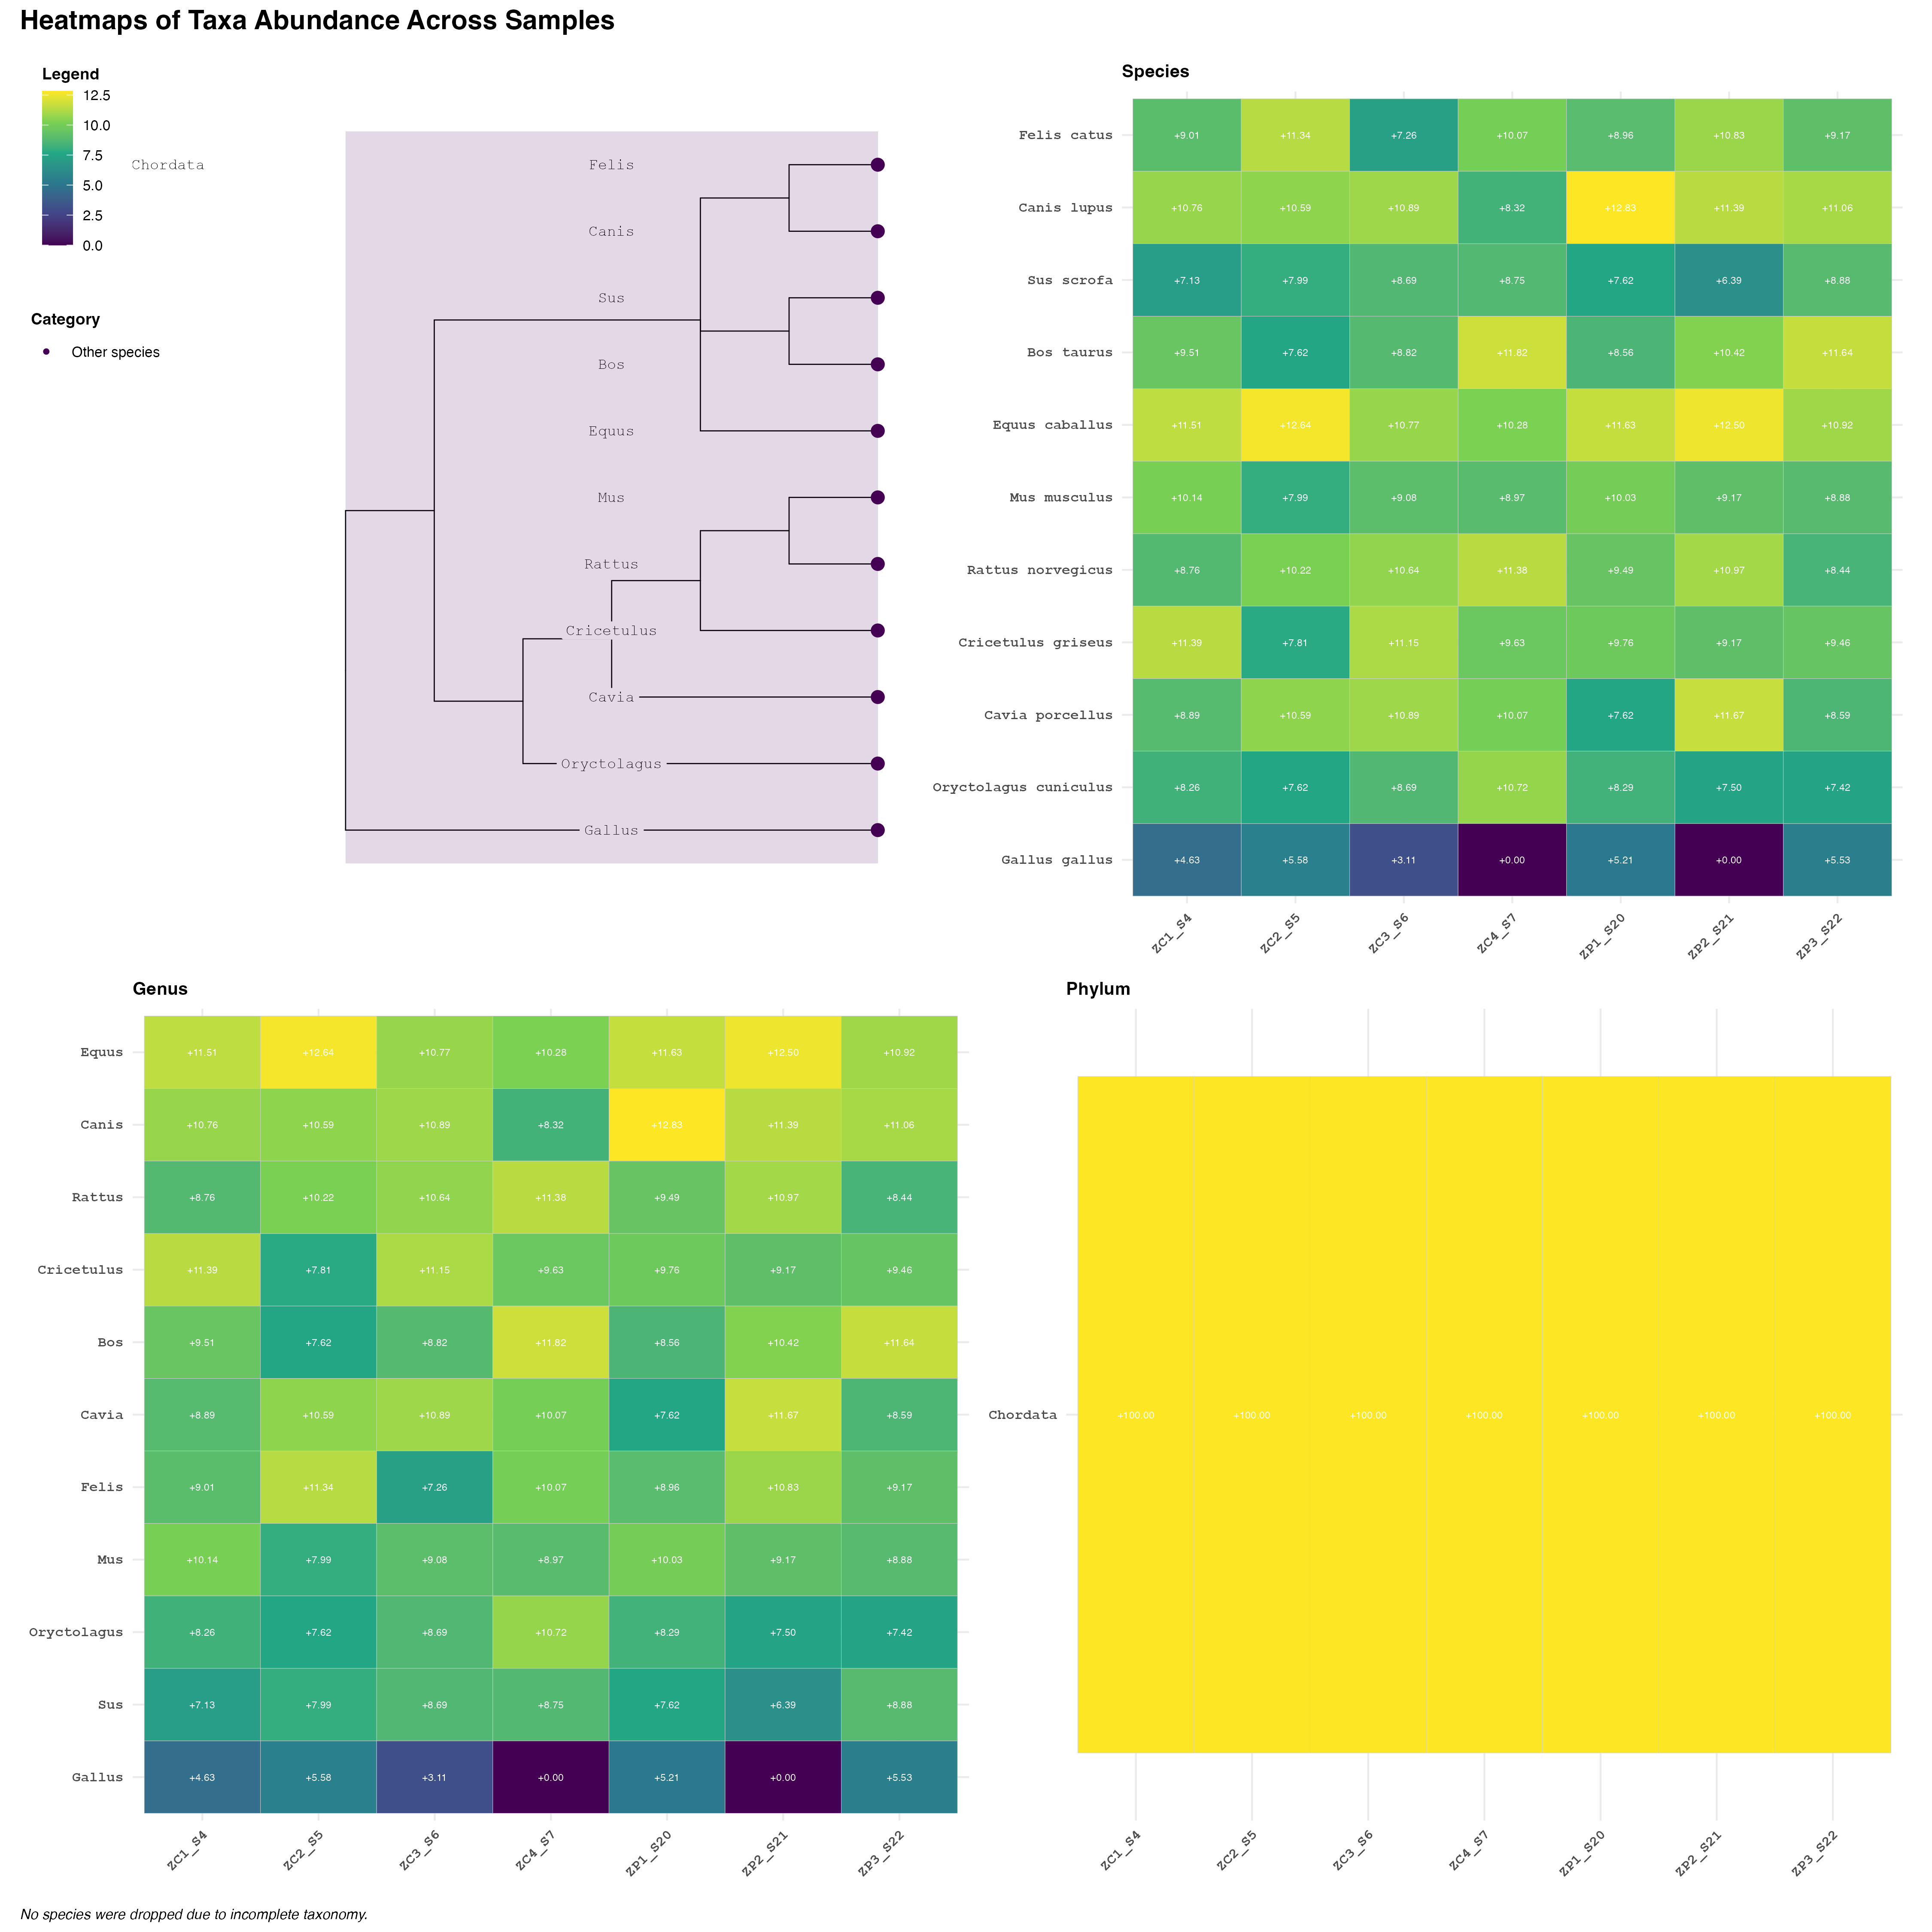 Heatmaps of Taxa Abundance Across Samples
Legend
12.5
10.0
7.5
5.0
2.5
0.0
Category
Other species
Chordata
Felis
Canis
Sus
Bos
Equus
Mus
Rattus
Cricetulus
Cavia
Oryctolagus
Gallus
Species
Felis catus +9.01 +11.34 +7.26 +10.07 +8.96 +10.83 +9.17
Canis lupus +10.76 +10.59 +10.89 +8.32 +12.83 +11.39 +11.06
Sus scrofa +7.13 +7.99 +8.69 +8.75 +7.62 +6.39 +8.88
Bos taurus +9.51 +7.62 +8.82 +11.82 +8.56 +10.42 +11.64
Equus caballus +11.51 +12.64 +10.77 +10.28 +11.63 +12.50 +10.92
Mus musculus +10.14 +7.99 +9.08 +8.97 +10.03 +9.17 +8.88
Rattus norvegicus +8.76 +10.22 +10.64 +11.38 +9.49 +10.97 +8.44
Cricetulus griseus +11.39 +7.81 +11.15 +9.63 +9.76 +9.17 +9.46
Cavia porcellus +8.89 +10.59 +10.89 +10.07 +7.62 +11.67 +8.59
Oryctolagus cuniculus +8.26 +7.62 +8.69 +10.72 +8.29 +7.50 +7.42
Gallus gallus +4.63 +5.58 +3.11 +0.00 +5.21 +0.00 +5.53
ZC1_S4 ZC2_S5 ZC3_S6 ZC4_S7 ZP1_S20 ZP2_S21 ZP3_S22
Genus
Equus +11.51 +12.64 +10.77 +10.28 +11.63 +12.50 +10.92
Canis +10.76 +10.59 +10.89 +8.32 +12.83 +11.39 +11.06
Rattus +8.76 +10.22 +10.64 +11.38 +9.49 +10.97 +8.44
Cricetulus +11.39 +7.81 +11.15 +9.63 +9.76 +9.17 +9.46
Bos +9.51 +7.62 +8.82 +11.82 +8.56 +10.42 +11.64
Cavia +8.89 +10.59 +10.89 +10.07 +7.62 +11.67 +8.59
Felis +9.01 +11.34 +7.26 +10.07 +8.96 +10.83 +9.17
Mus +10.14 +7.99 +9.08 +8.97 +10.03 +9.17 +8.88
Oryctolagus +8.26 +7.62 +8.69 +10.72 +8.29 +7.50 +7.42
Sus +7.13 +7.99 +8.69 +8.75 +7.62 +6.39 +8.88
Gallus +4.63 +5.58 +3.11 +0.00 +5.21 +0.00 +5.53
ZC1_S4 ZC2_S5 ZC3_S6 ZC4_S7 ZP1_S20 ZP2_S21 ZP3_S22
Phylum
Chordata +100.00 +100.00 +100.00 +100.00 +100.00 +100.00 +100.00
ZC1_S4 ZC2_S5 ZC3_S6 ZC4_S7 ZP1_S20 ZP2_S21 ZP3_S22
No species were dropped due to incomplete taxonomy.